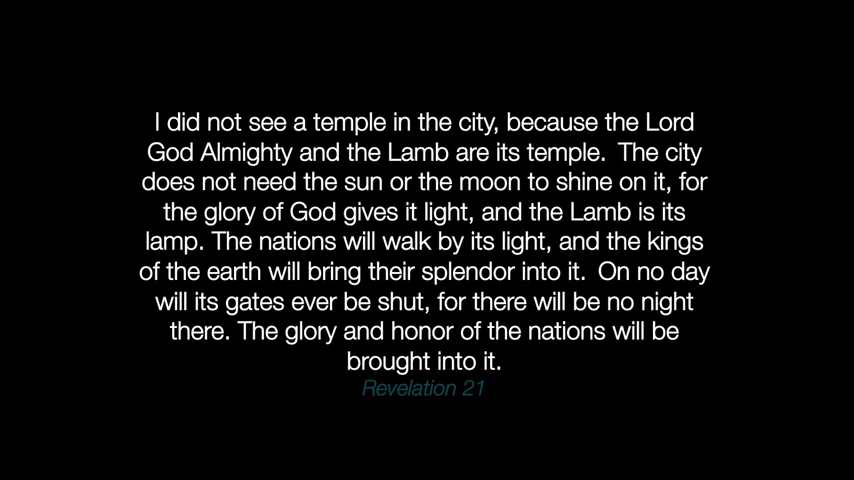 I did not see a temple in the city, because the Lord
God Almighty and the Lamb are its temple.  The city
does not need the sun or the moon to shine on it, for
the glory of God gives it light, and the Lamb is its
lamp. The nations will walk by its light, and the kings
of the earth will bring their splendor into it.  On no day
will its gates ever be shut, for there will be no night
there. The glory and honor of the nations will be
brought into it.
Revelation 21